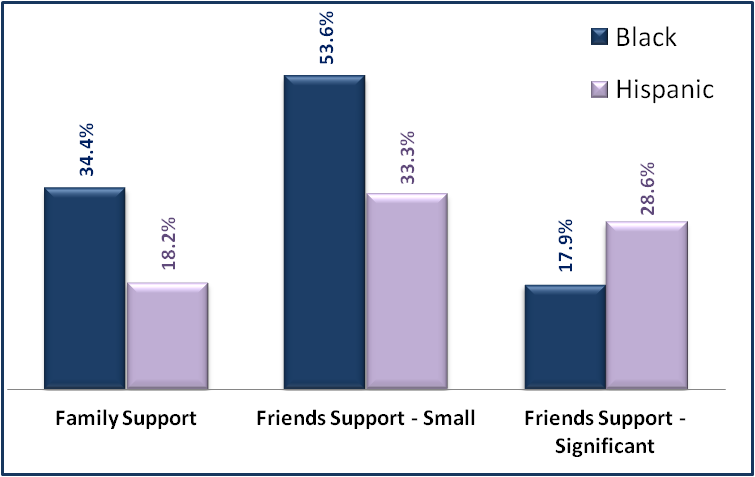 Black
Hispanic
34.4%
18.2%
53.6%
33.3%
17.9%
28.6%
Family Support
Friends Support - Small
Friends Support -
Significant